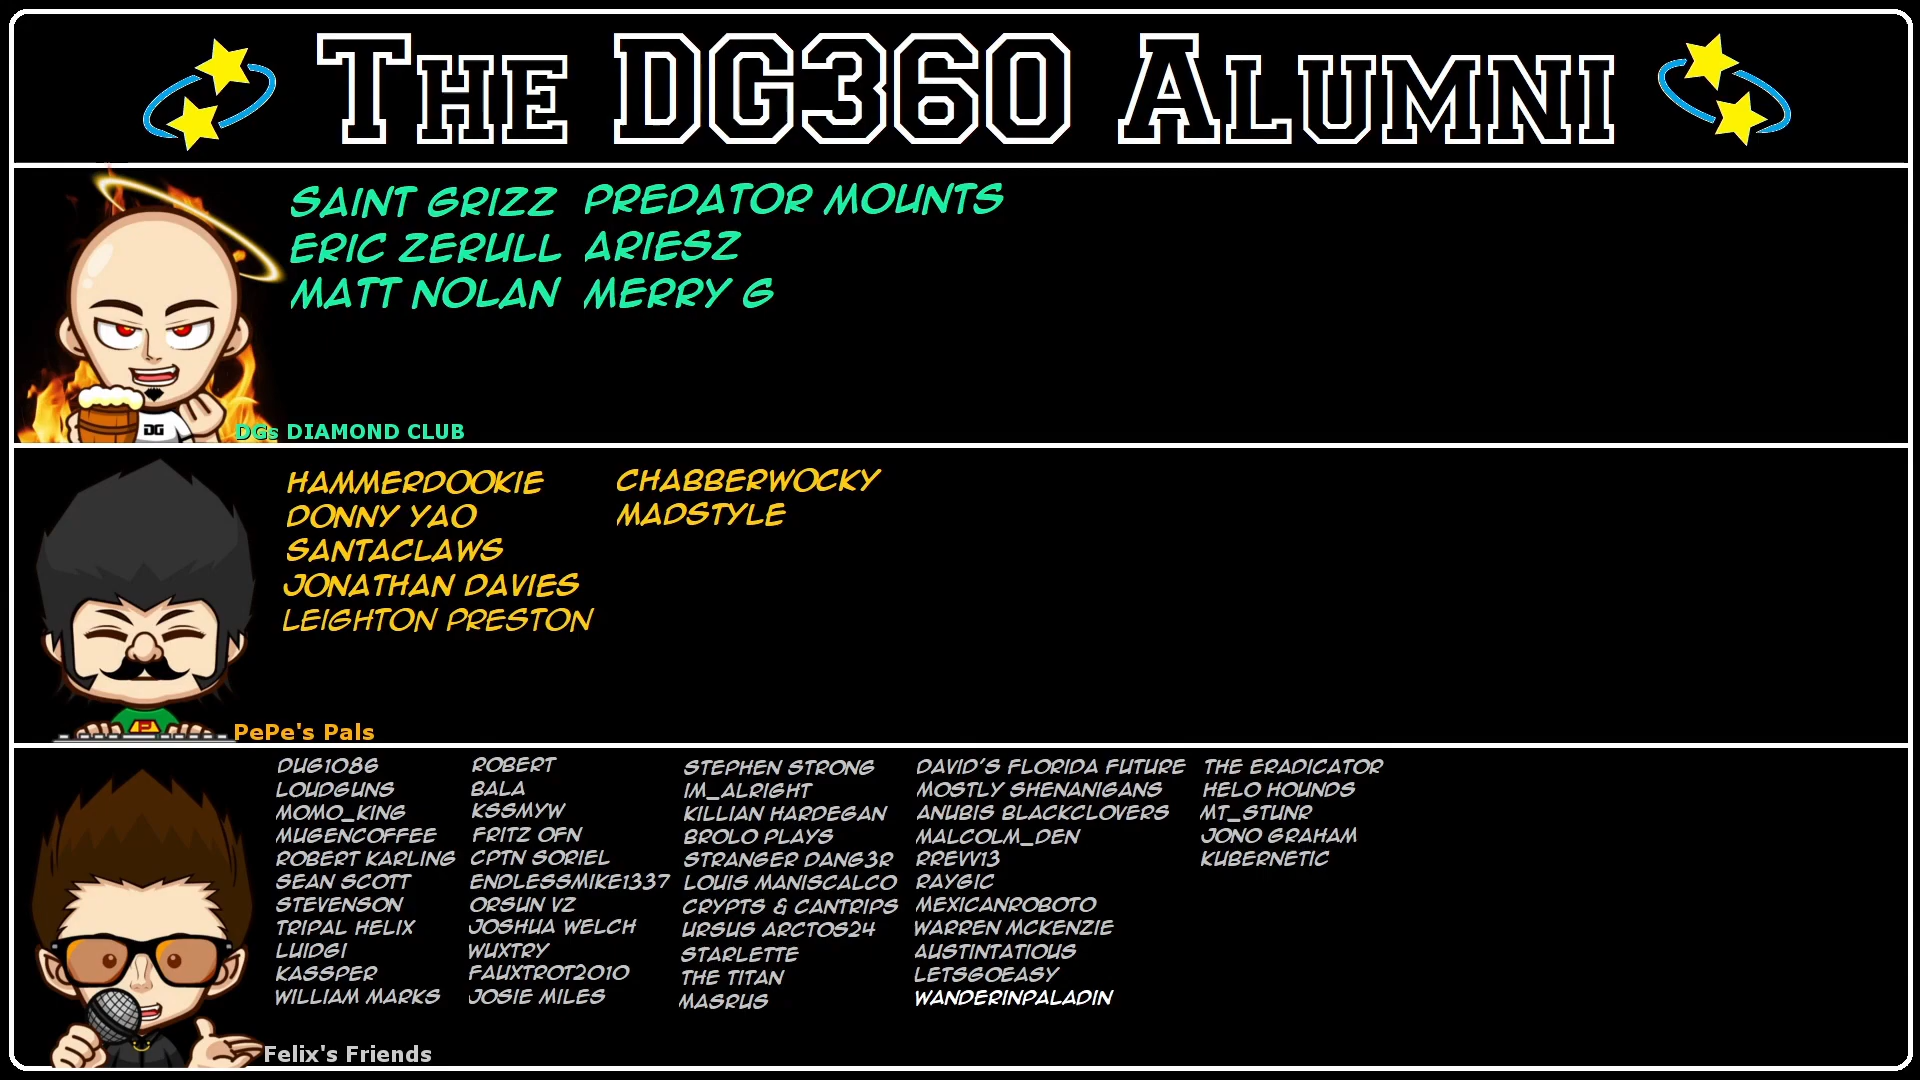 THE DG360 ALUMNI
SAINT GRIZZ
ERIC ZERULL
MATT NOLAN
PREDATOR MOUNTS
ARIESZ
MERRY G
DG
DGs DIAMOND CLUB
HAMMERDOOKIE
DONNY YAO
SANTACLAWS
JONATHAN DAVIES
LEIGHTON PRESTON
CHABBERWOCKY
MADSTYLE
PePe's Pals
DUG1086
LOUDGUNS
MOMO_KING
MUGENCOFFEE
ROBERT KARLING
SEAN SCOTT
STEVENSON
TRIPAL HELIX
LUIDGI
KASSPER
WILLIAM MARKS
ROBERT
BALA
KSSMYW
FRITZ OFN
CPTN SORIEL
ENDLESSMIKE1337
ORSUN VZ
JOSHUA WELCH
WUXTRY
FAUXTROT2010
JOSIE MILES
STEPHEN STRONG
IM_ALRIGHT
KILLIAN HARDEGAN
BROLO PLAYS
STRANGER DANG3R
LOUIS MANISCALCO
CRYPTS & CANTRIPS
URSUS ARCTOS24
STARLETTE
THE TITAN
MASRUS
DAVID'S FLORIDA FUTURE
MOSTLY SHENANIGANS
ANUBIS BLACKCLOVERS
MALCOLM_DEN
RREVV13
RAYGIC
MEXICANROBOTO
WARREN MCKENZIE
AUSTINTATIOUS
LETSGOEASY
WANDERINPALADIN
THE ERADICATOR
HELO HOUNDS
MT_STUNR
JONO GRAHAM
KUBERNETIC
Felix's Friends